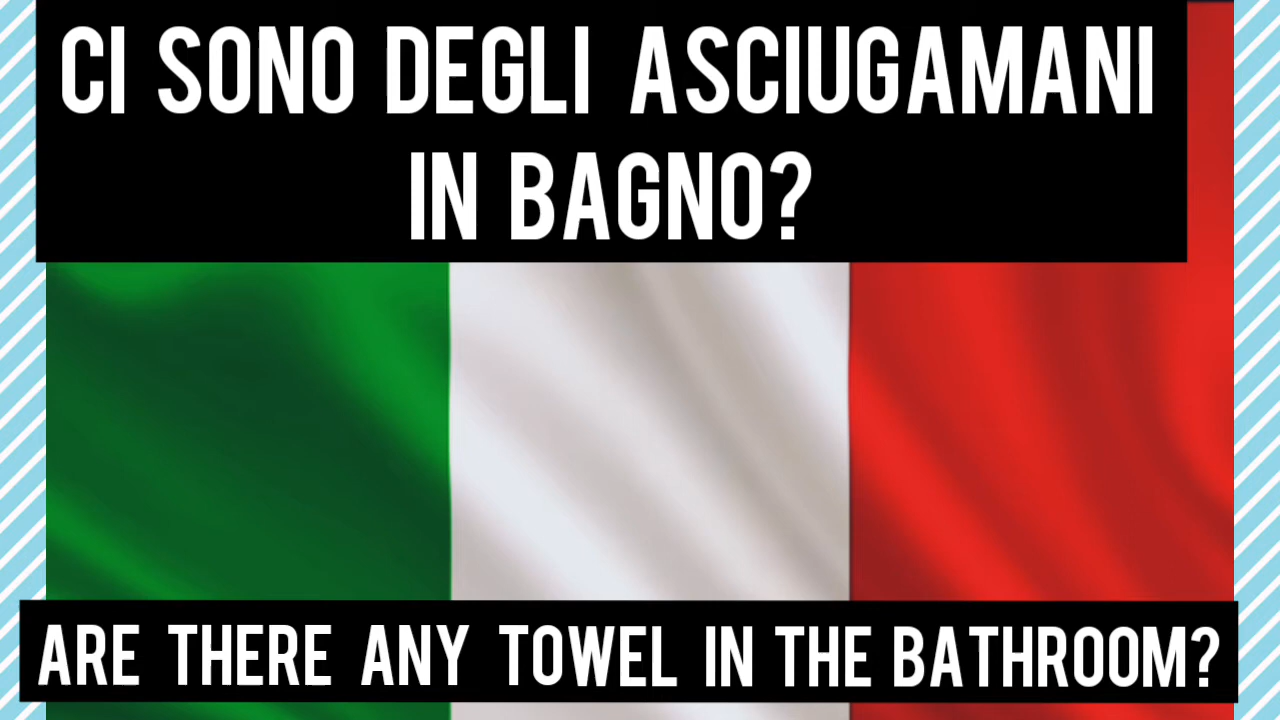 CI SONO DEGLI ASCIUGAMANI
IN BAGNO?
ARE THERE ANY TOWEL IN THE BATHROOM?